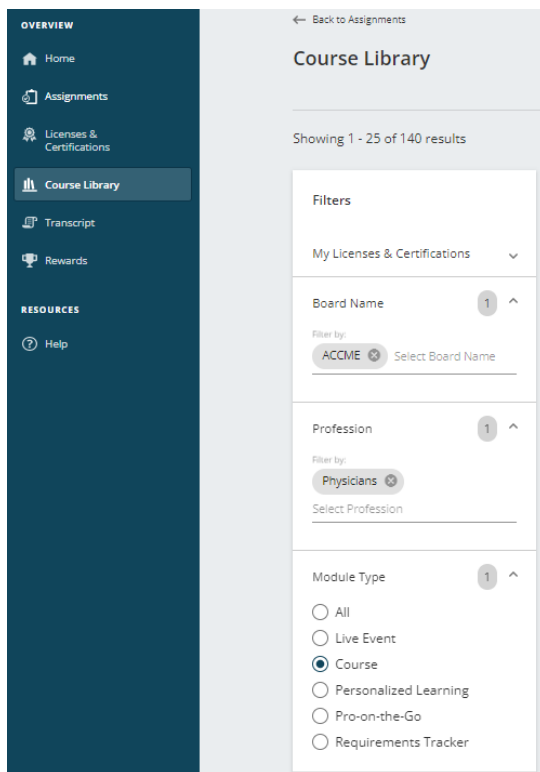 OVERVIEW
Home
Assignments
Licenses &
Certifications
Course Library
Transcript
Rewards
RESOURCES
Help
← Back to Assignments
Course Library
Showing 1 - 25 of 140 results
Filters
My Licenses & Certifications
Board Name 1
Filter by:
ACCME Select Board Name
Profession 1
Filter by:
Physicians
Select Profession
Module Type 1
All
Live Event
Course
Personalized Learning
Pro-on-the-Go
Requirements Tracker